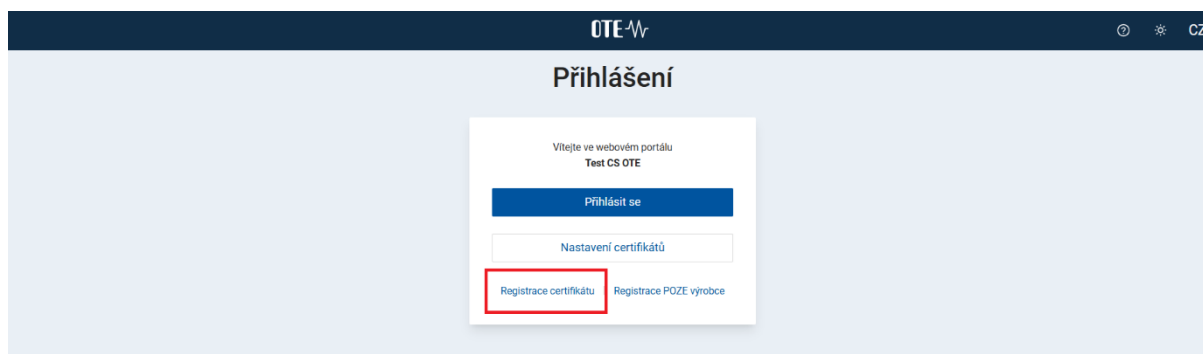 OTE
CZ
Přihlášení
Vítejte ve webovém portálu
Test CS OTE
Přihlásit se
Nastavení certifikátů
Registrace certifikátu Registrace POZE výrobce